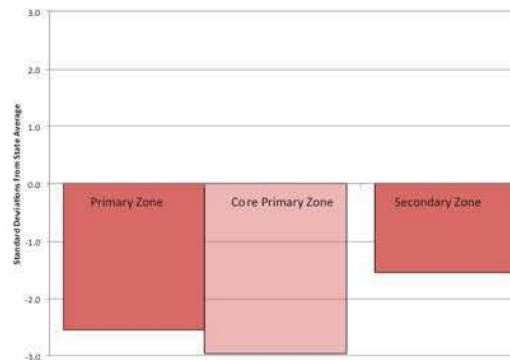 3.0
2.0
1.0
0.0
-1.0
-2.0
-3.0
Standard Deviations from State Average
Primary Zone
Core Primary Zone
Secondary Zone